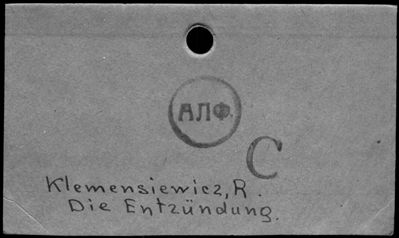 АЛФ.
C
Klemensiewicz, R.
Die Entzündung.